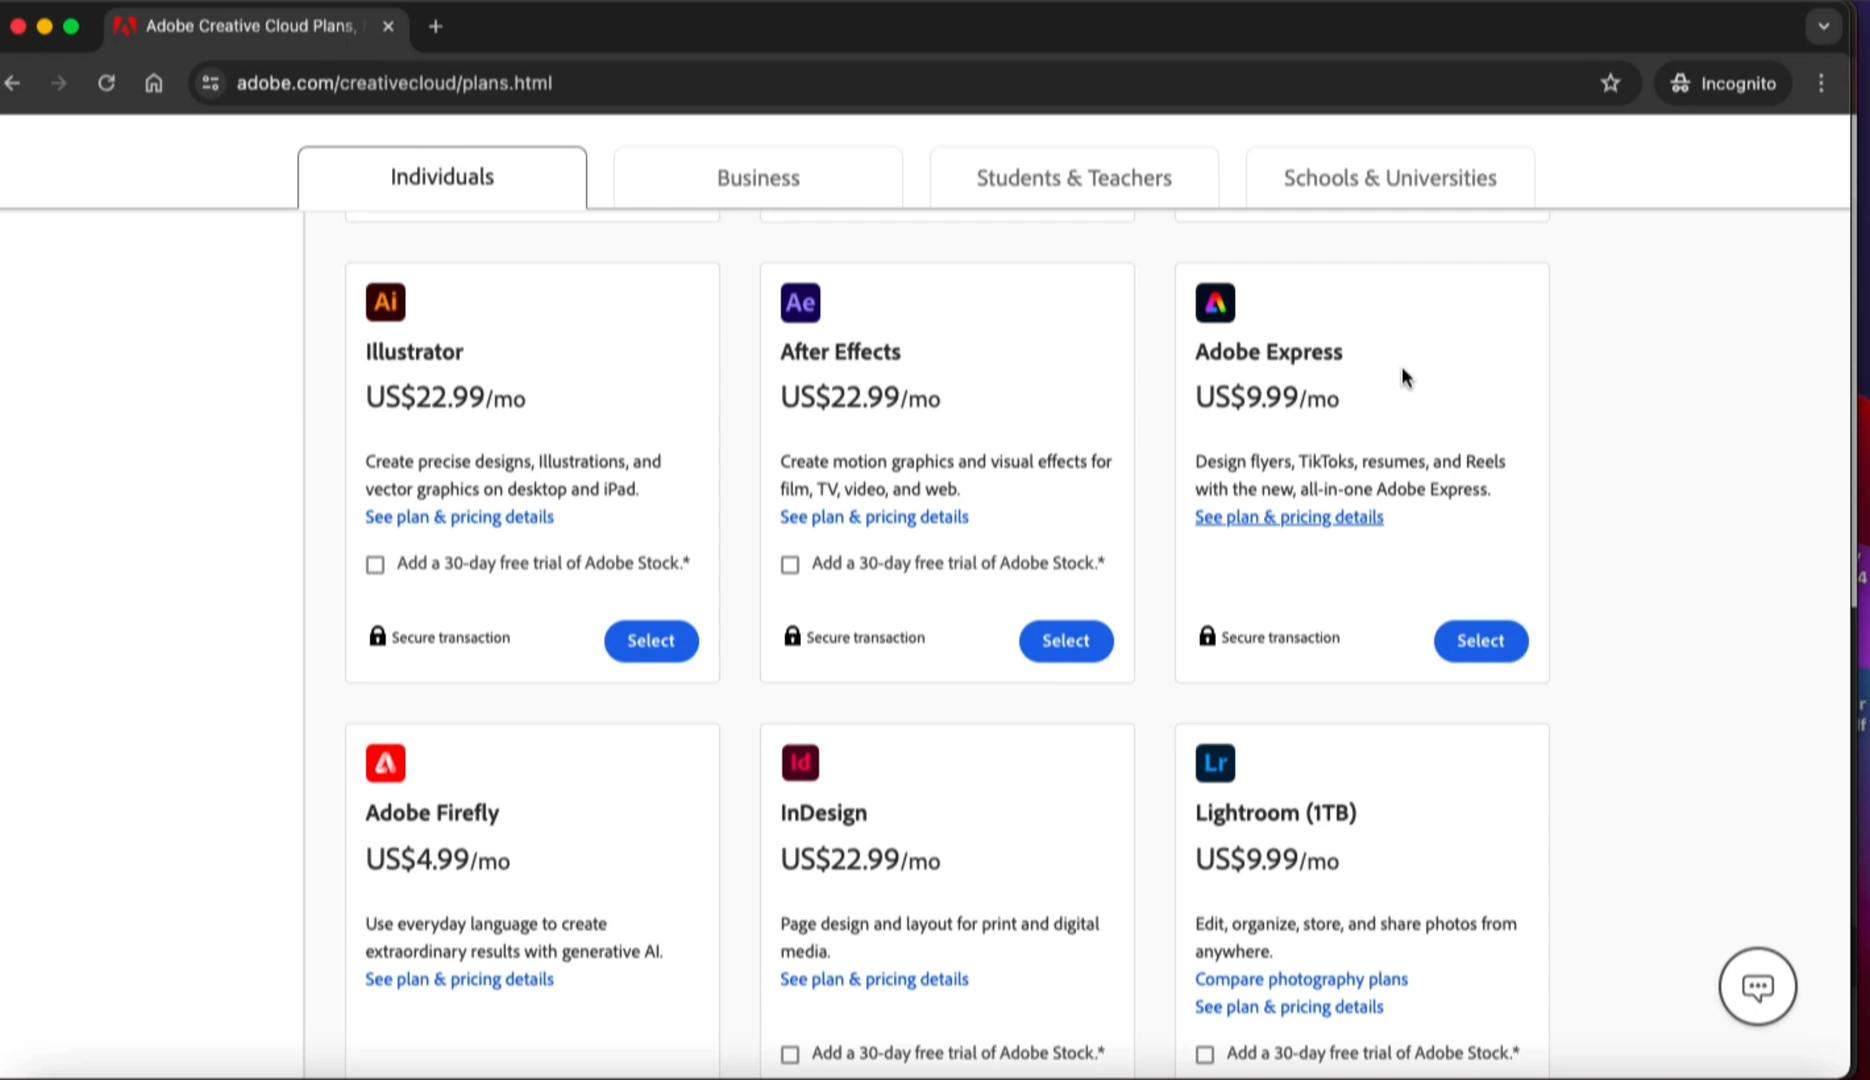 Adobe Creative Cloud Plans,
adobe.com/creativecloud/plans.html
Incognito
Individuals
Business
Students & Teachers
Schools & Universities
Ai
Illustrator
US$22.99/mo
Create precise designs, Illustrations, and
vector graphics on desktop and iPad.
See plan & pricing details
Add a 30-day free trial of Adobe Stock.*
Secure transaction
Select
Ae
After Effects
US$22.99/mo
Create motion graphics and visual effects for
film, TV, video, and web.
See plan & pricing details
Add a 30-day free trial of Adobe Stock.*
Secure transaction
Select
Adobe Express
US$9.99/mo
Design flyers, TikToks, resumes, and Reels
with the new, all-in-one Adobe Express.
See plan & pricing details
Secure transaction
Select
Adobe Firefly
US$4.99/mo
Use everyday language to create
extraordinary results with generative AI.
See plan & pricing details
Id
InDesign
US$22.99/mo
Page design and layout for print and digital
media.
See plan & pricing details
Add a 30-day free trial of Adobe Stock.*
Lr
Lightroom (1TB)
US$9.99/mo
Edit, organize, store, and share photos from
anywhere.
Compare photography plans
See plan & pricing details
Add a 30-day free trial of Adobe Stock.*